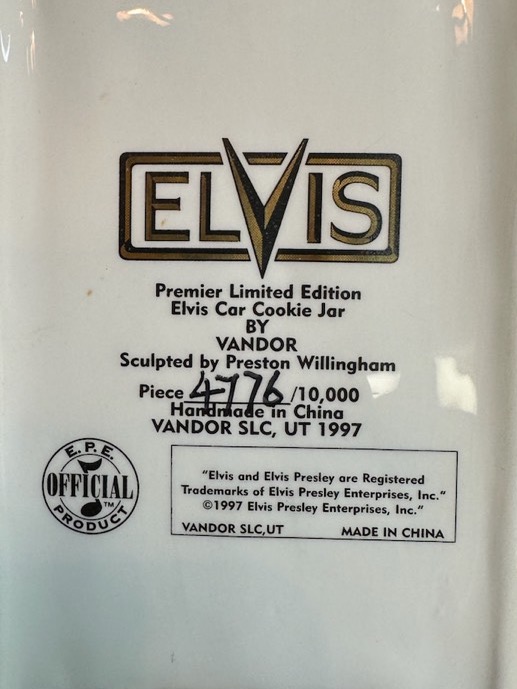 ELVIS
Premier Limited Edition
Elvis Car Cookie Jar
BY
VANDOR
Sculpted by Preston Willingham
Piece 4776 /10,000
Handmade in China
VANDOR SLC, UT 1997
E.P.E.
OFFICIAL
TM
PRODUCT
"Elvis and Elvis Presley are Registered
Trademarks of Elvis Presley Enterprises, Inc."
©1997 Elvis Presley Enterprises, Inc."
VANDOR SLC,UT MADE IN CHINA